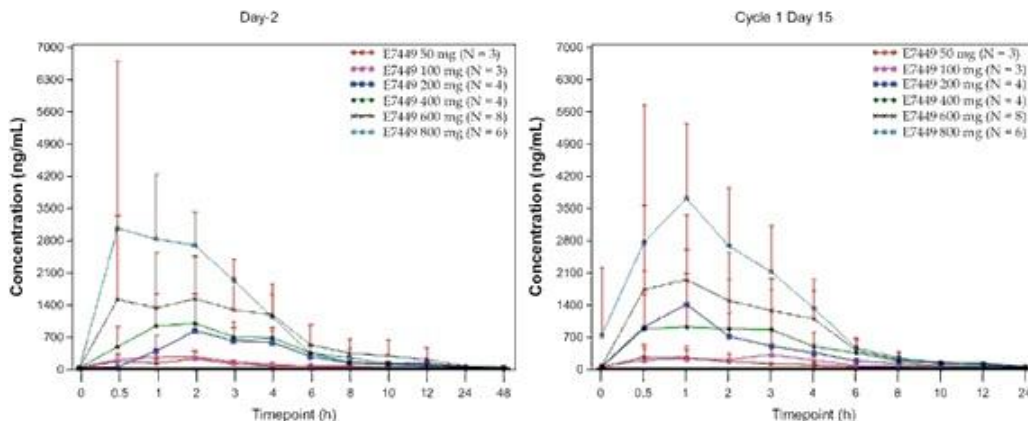 Day-2
Concentration (ng/mL)
7000
6300
5600
4900
4200
3500
2800
2100
1400
700
0
E7449 50 mg (N = 3)
E7449 100 mg (N = 3)
E7449 200 mg (N = 4)
E7449 400 mg (N = 4)
E7449 600 mg (N = 8)
E7449 800 mg (N = 6)
0 0.5 1 2 3 4 6 8 10 12 24 48
Timepoint (h)
Cycle 1 Day 15
Concentration (ng/mL)
7000
6300
5600
4900
4200
3500
2800
2100
1400
700
0
E7449 50 mg (N = 3)
E7449 100 mg (N = 3)
E7449 200 mg (N = 4)
E7449 400 mg (N = 4)
E7449 600 mg (N = 8)
E7449 800 mg (N = 6)
0 0.5 1 2 3 4 6 8 10 12 24
Timepoint (h)